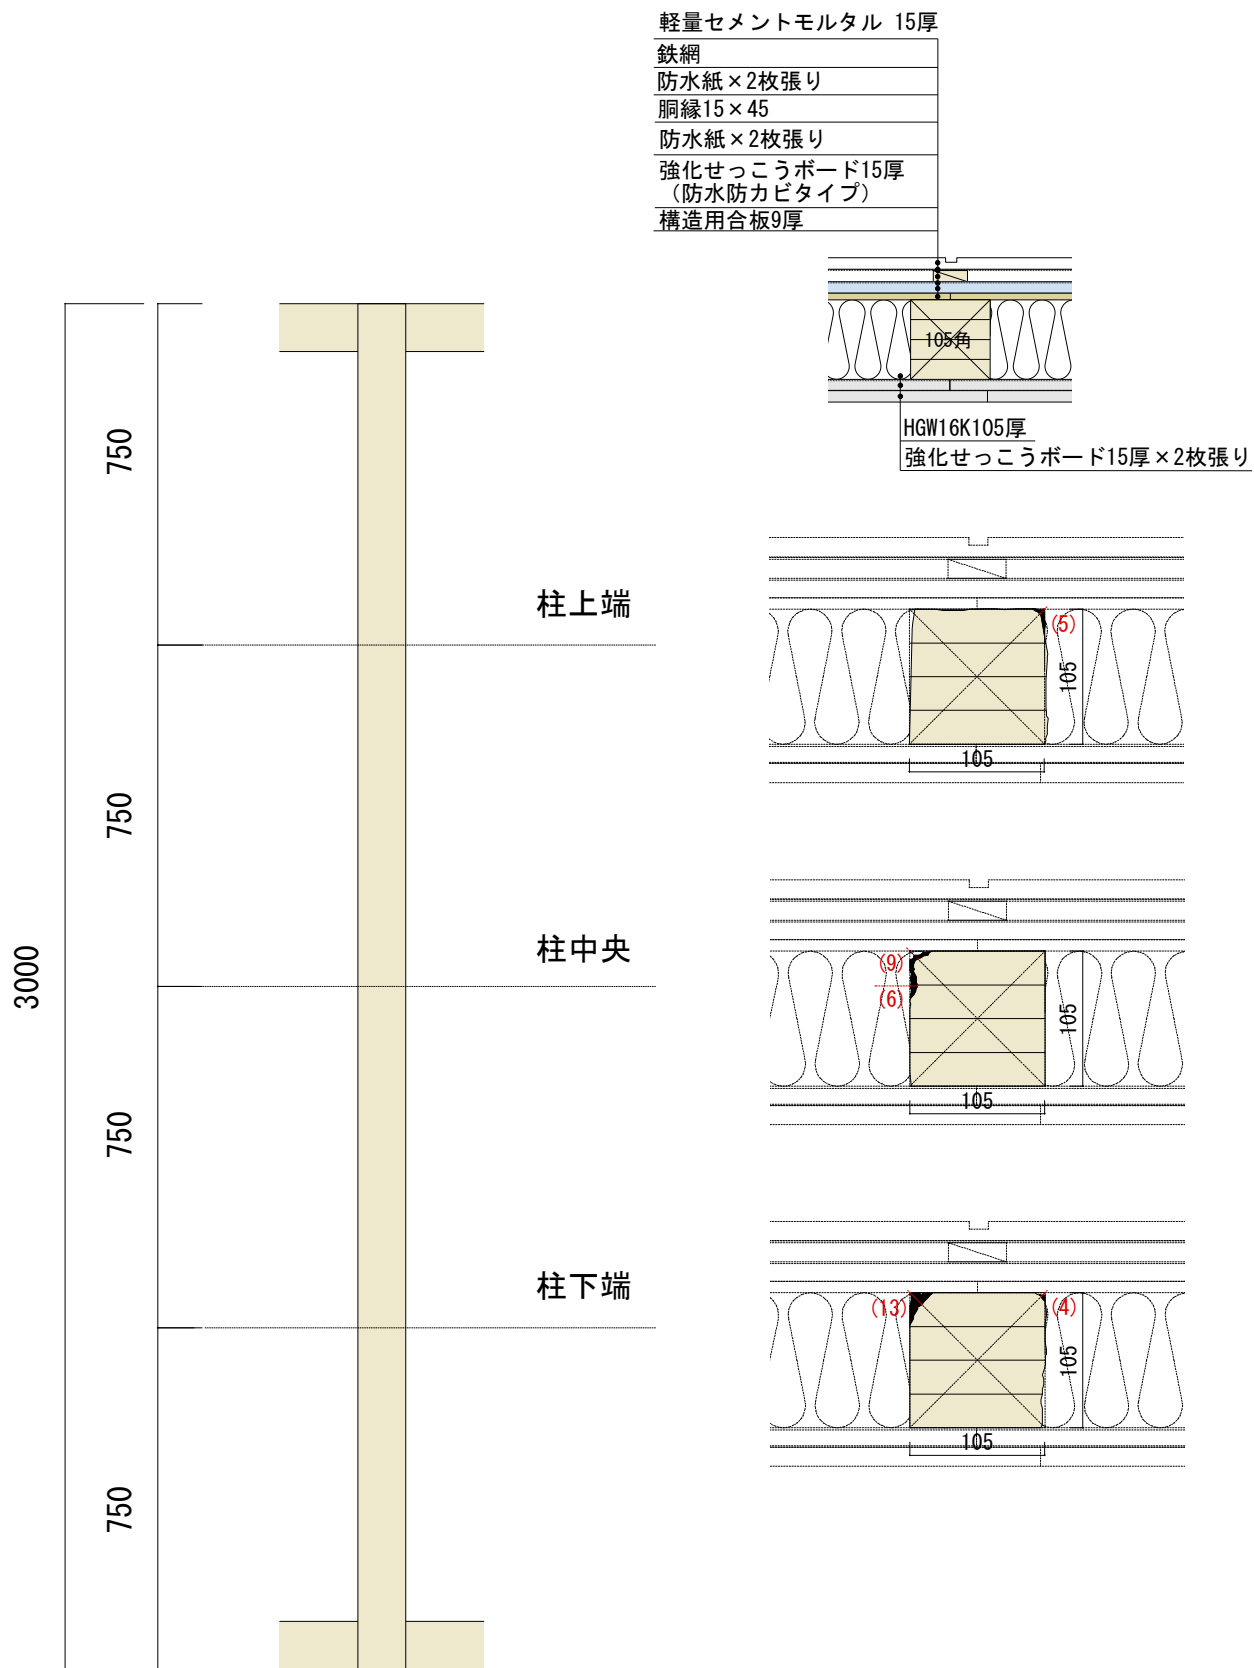 軽量セメントモルタル 15厚
鉄網
防水紙×2枚張り
胴縁15×45
防水紙×2枚張り
強化せっこうボード15厚
（防水防カビタイプ）
構造用合板9厚
105角
HGW16K105厚
強化せっこうボード15厚×2枚張り
3000
750
750
750
750
柱上端
(5)
105
105
柱中央
(9)
(6)
105
105
柱下端
(13)
(4)
105
105